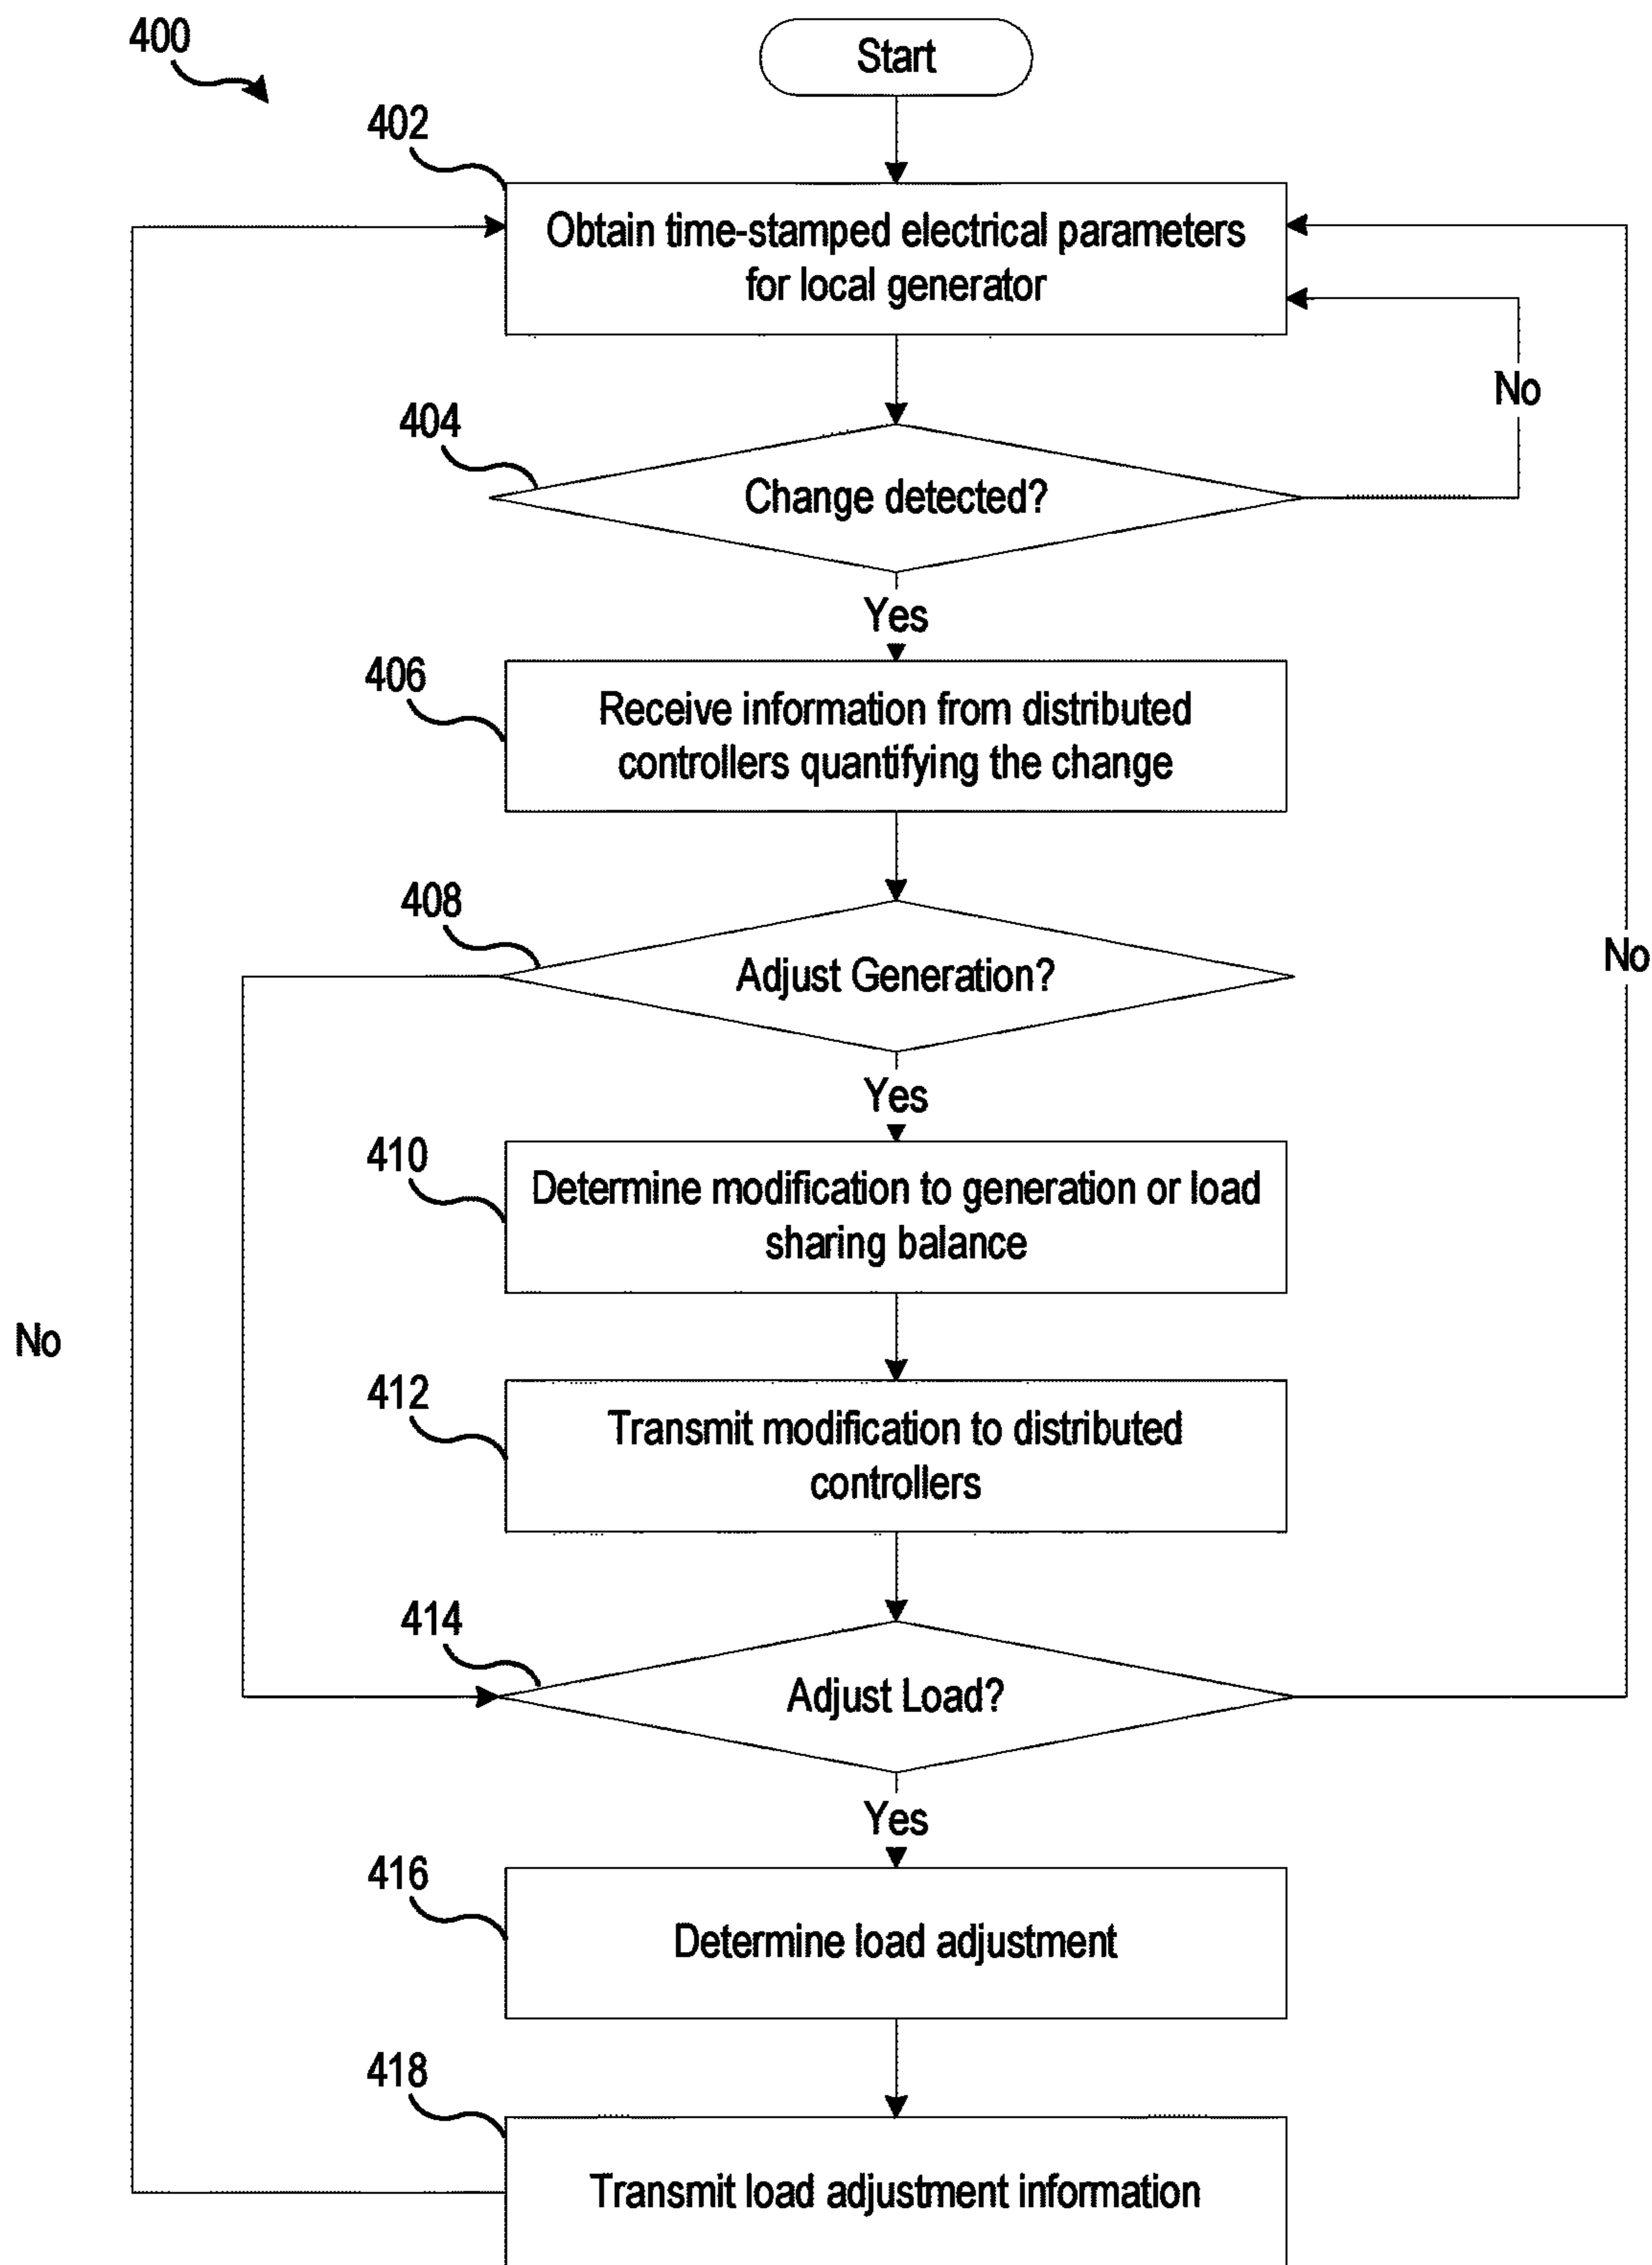 400
Start
402
Obtain time-stamped electrical parameters
for local generator
No
404
Change detected?
Yes
406
Receive information from distributed
controllers quantifying the change
408
Adjust Generation?
No
Yes
410
Determine modification to generation or load
sharing balance
No
412
Transmit modification to distributed
controllers
414
Adjust Load?
Yes
416
Determine load adjustment
418
Transmit load adjustment information